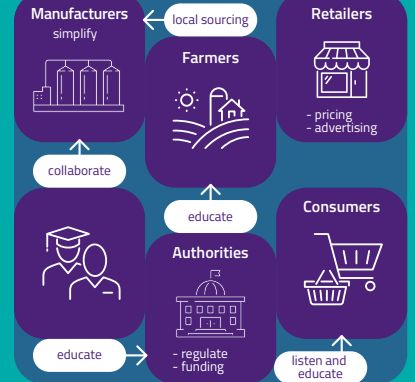 Manufacturers
simplify
local sourcing
Farmers
Retailers
- pricing
- advertising
collaborate
educate
Authorities
- regulate
- funding
Consumers
educate
listen and
educate